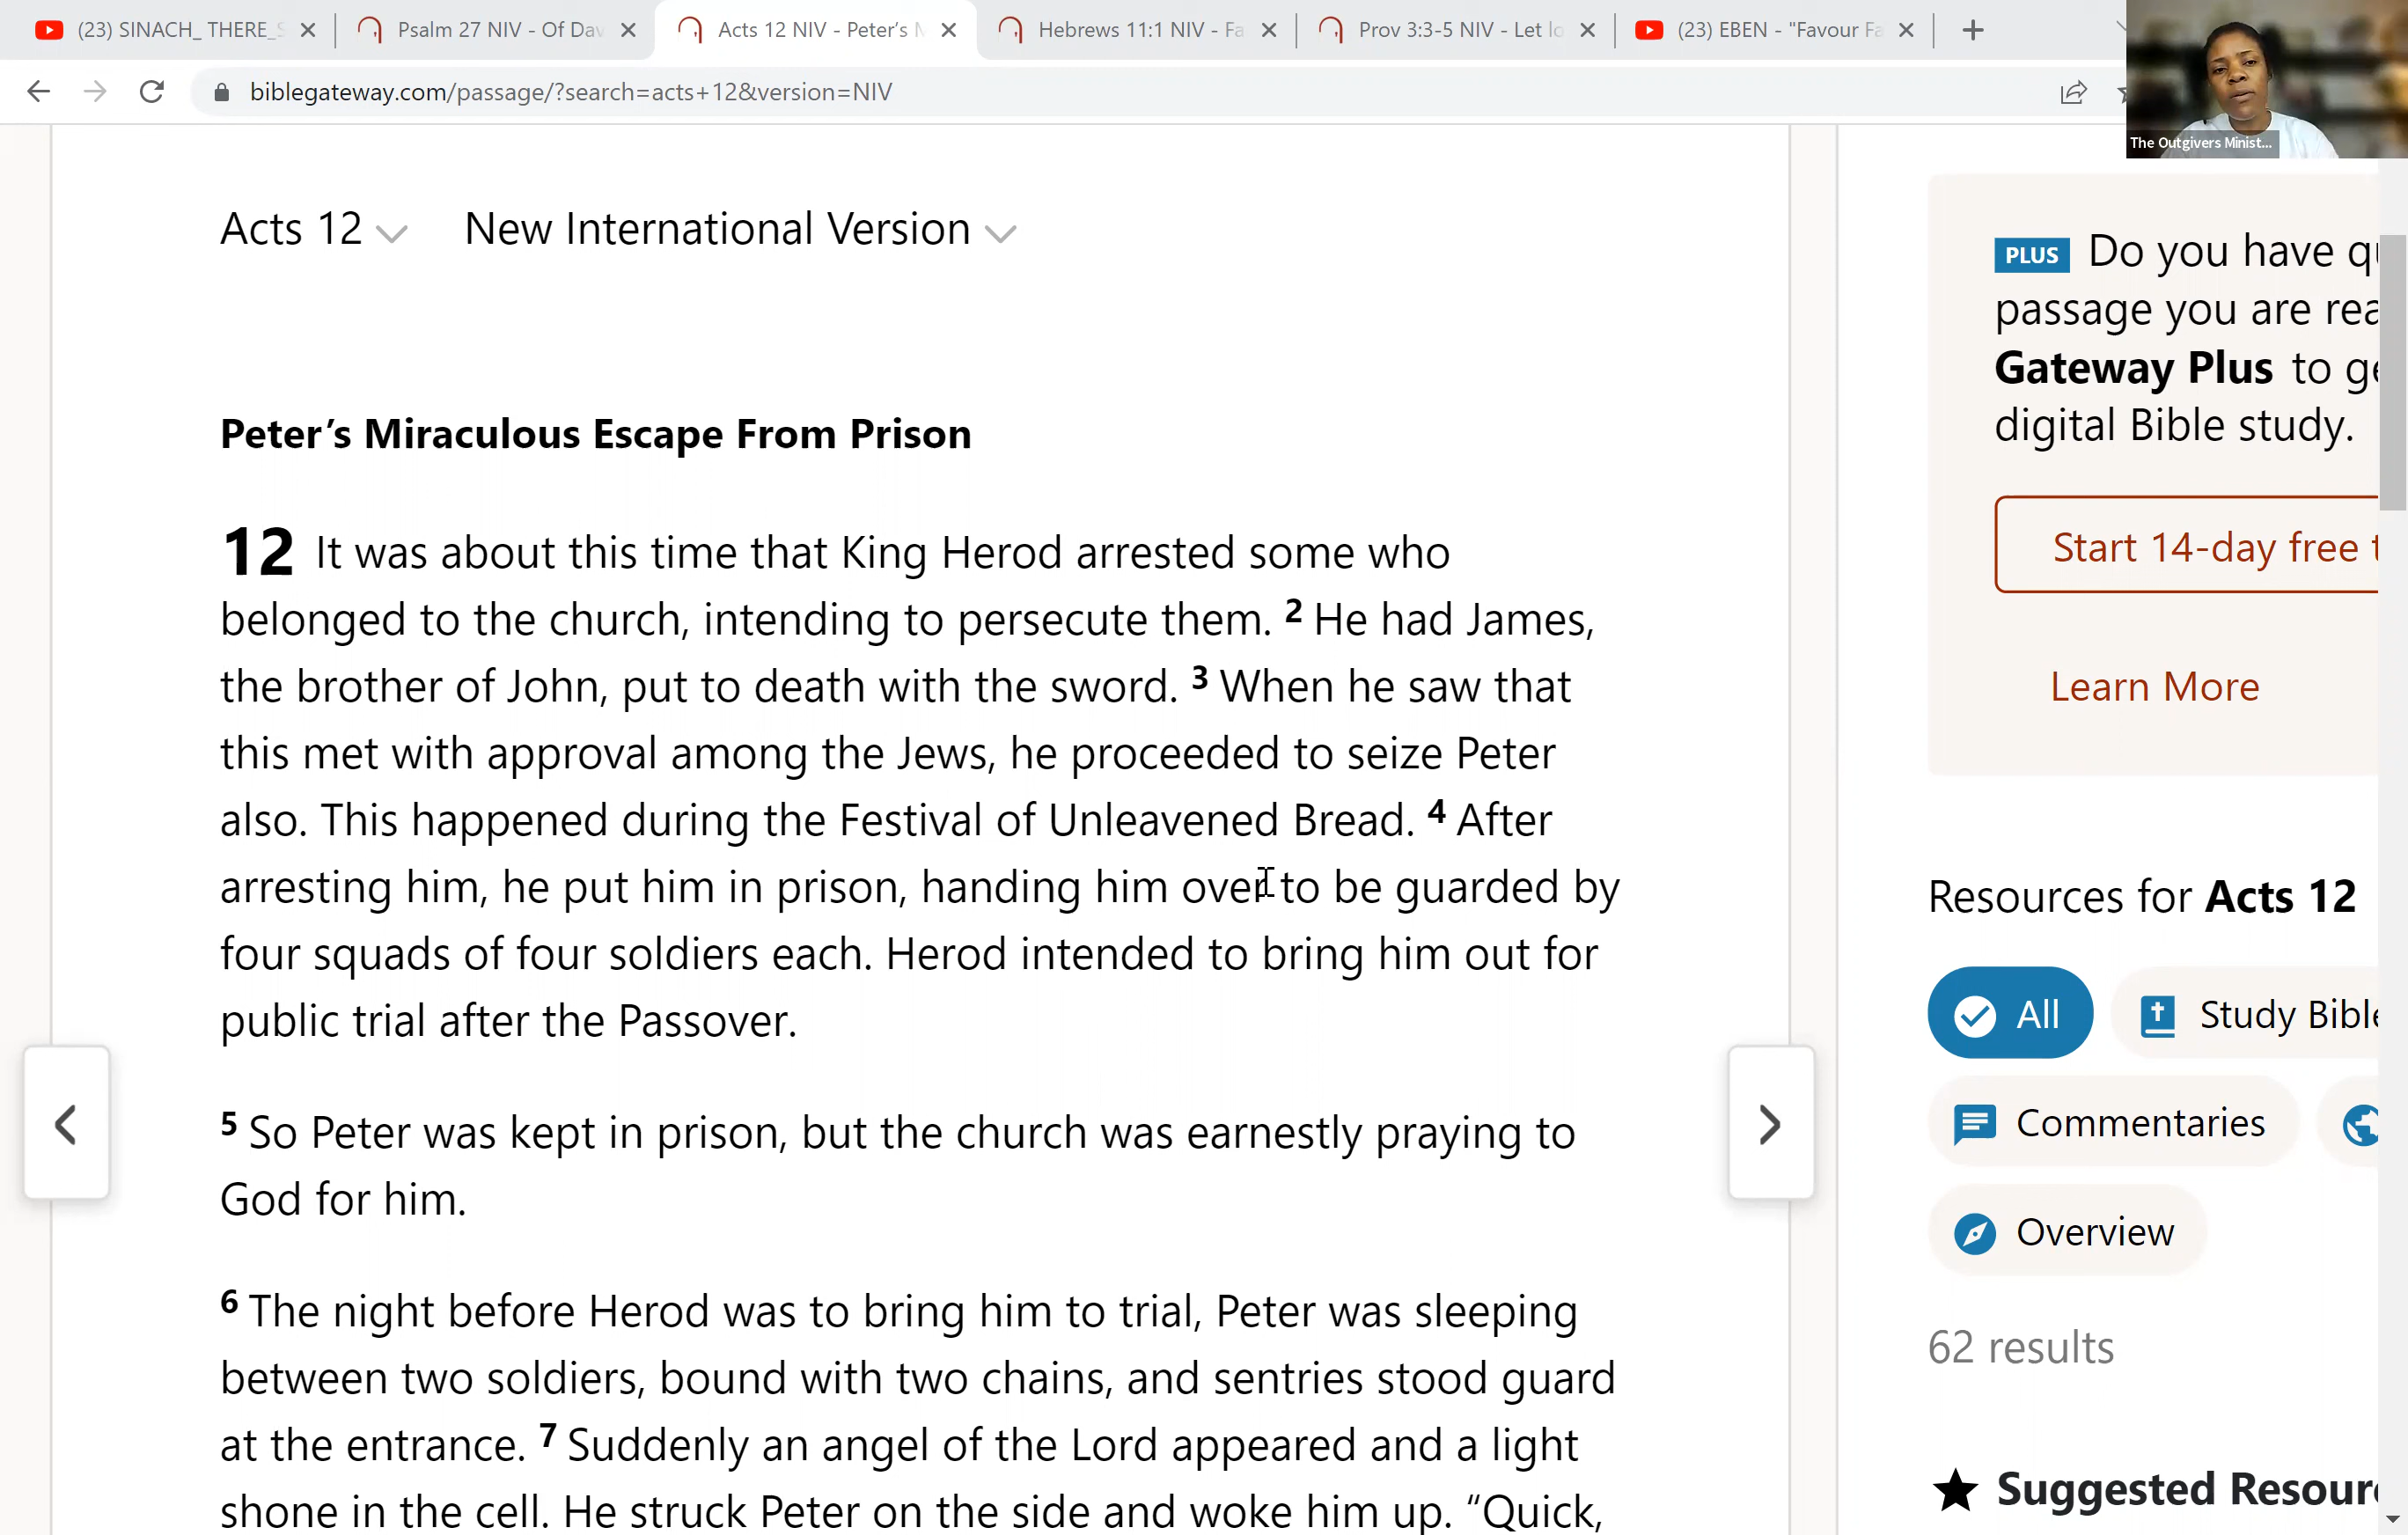 (23) SINACH_ THERE_S
Psalm 27 NIV - Of Dav
Acts 12 NIV - Peter's M
Hebrews 11:1 NIV - Fa
Prov 3:3-5 NIV - Let lo
(23) EBEN - "Favour Fa
biblegateway.com/passage/?search=acts+12&version=NIV
The Outgivers Minist...
Acts 12 New International Version
Peter's Miraculous Escape From Prison
12 It was about this time that King Herod arrested some who
belonged to the church, intending to persecute them. 2 He had James,
the brother of John, put to death with the sword. 3 When he saw that
this met with approval among the Jews, he proceeded to seize Peter
also. This happened during the Festival of Unleavened Bread. 4 After
arresting him, he put him in prison, handing him over to be guarded by
four squads of four soldiers each. Herod intended to bring him out for
public trial after the Passover.
5 So Peter was kept in prison, but the church was earnestly praying to
God for him.
6 The night before Herod was to bring him to trial, Peter was sleeping
between two soldiers, bound with two chains, and sentries stood guard
at the entrance. 7 Suddenly an angel of the Lord appeared and a light
shone in the cell. He struck Peter on the side and woke him up. “Quick,
PLUS Do you have qu
passage you are rea
Gateway Plus to ge
digital Bible study.
Start 14-day free t
Learn More
Resources for Acts 12
All
Study Bible
Commentaries
Overview
62 results
Suggested Resour